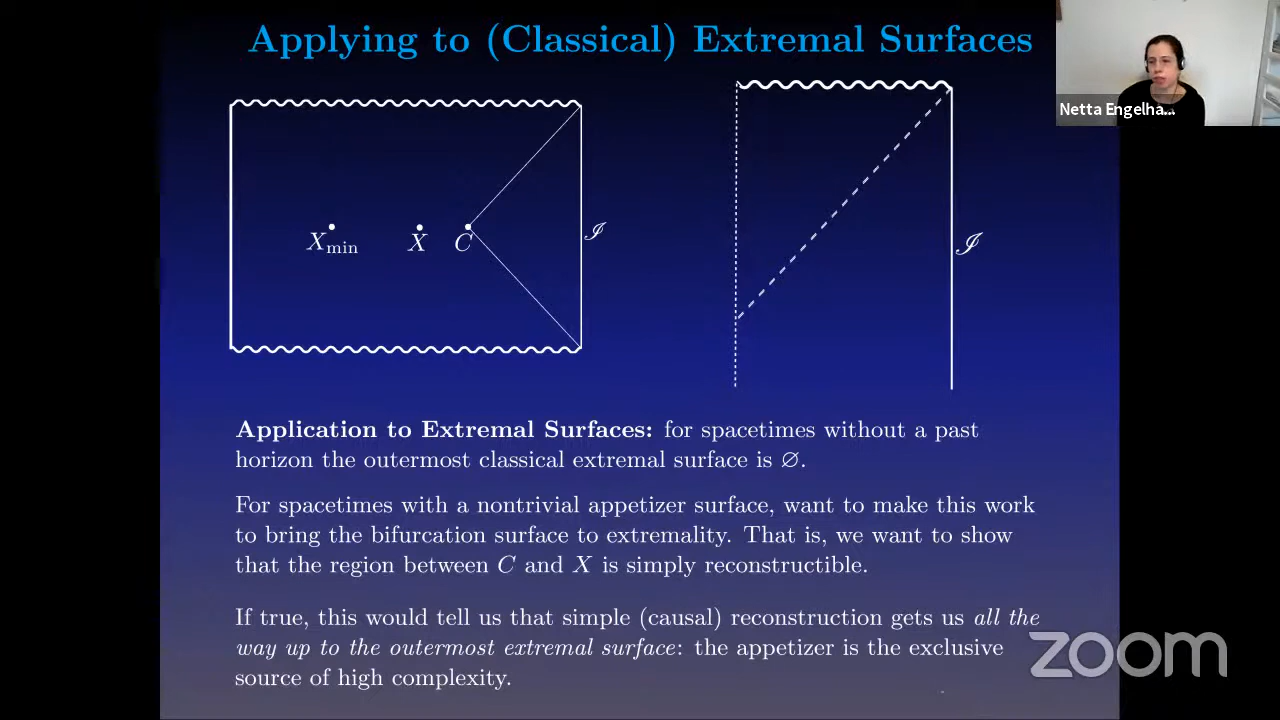 Applying to (Classical) Extremal Surfaces
Netta Engelha...
X_min
X
C
ℐ
ℐ
Application to Extremal Surfaces: for spacetimes without a past
horizon the outermost classical extremal surface is ∅.
For spacetimes with a nontrivial appetizer surface, want to make this work
to bring the bifurcation surface to extremality. That is, we want to show
that the region between C and X is simply reconstructible.
If true, this would tell us that simple (causal) reconstruction gets us all the
way up to the outermost extremal surface: the appetizer is the exclusive
source of high complexity.
zoom